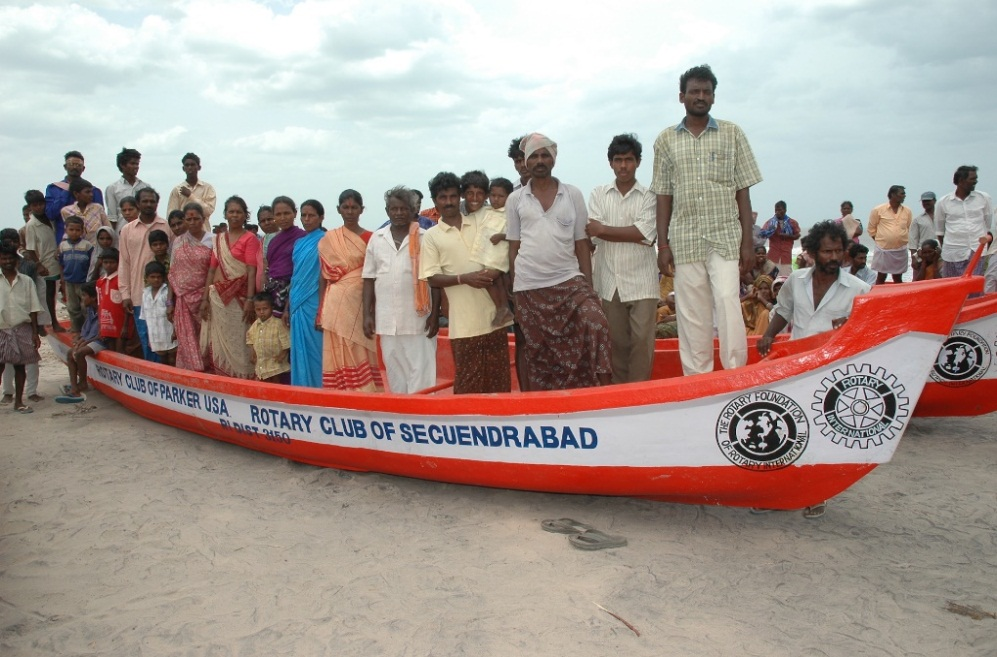 ROTARY CLUB OF PARKER USA ROTARY CLUB OF SECUENDRABAD
RI DIST 3150
THE ROTARY FOUNDATION
OF ROTARY INTERNATIONAL
ROTARY
INTERNATIONAL